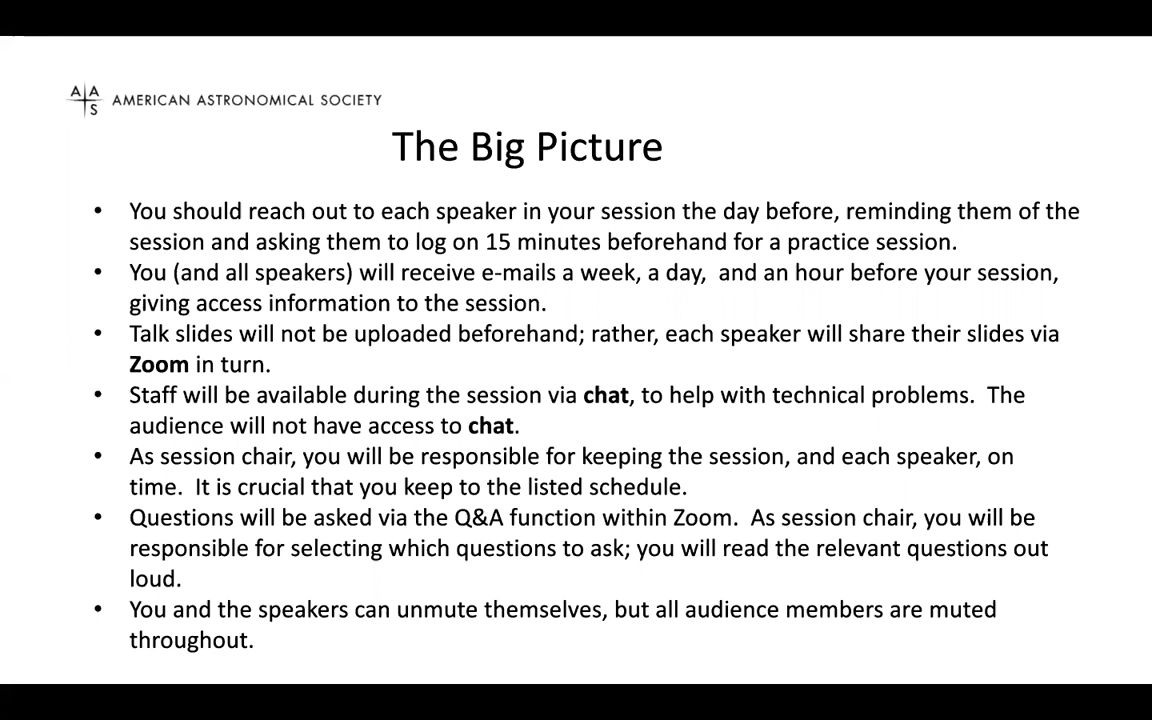 A A
S
AMERICAN ASTRONOMICAL SOCIETY
The Big Picture
• You should reach out to each speaker in your session the day before, reminding them of the
session and asking them to log on 15 minutes beforehand for a practice session.
• You (and all speakers) will receive e-mails a week, a day,  and an hour before your session,
giving access information to the session.
• Talk slides will not be uploaded beforehand; rather, each speaker will share their slides via
Zoom in turn.
• Staff will be available during the session via chat, to help with technical problems.  The
audience will not have access to chat.
• As session chair, you will be responsible for keeping the session, and each speaker, on
time.  It is crucial that you keep to the listed schedule.
• Questions will be asked via the Q&A function within Zoom.  As session chair, you will be
responsible for selecting which questions to ask; you will read the relevant questions out
loud.
• You and the speakers can unmute themselves, but all audience members are muted
throughout.